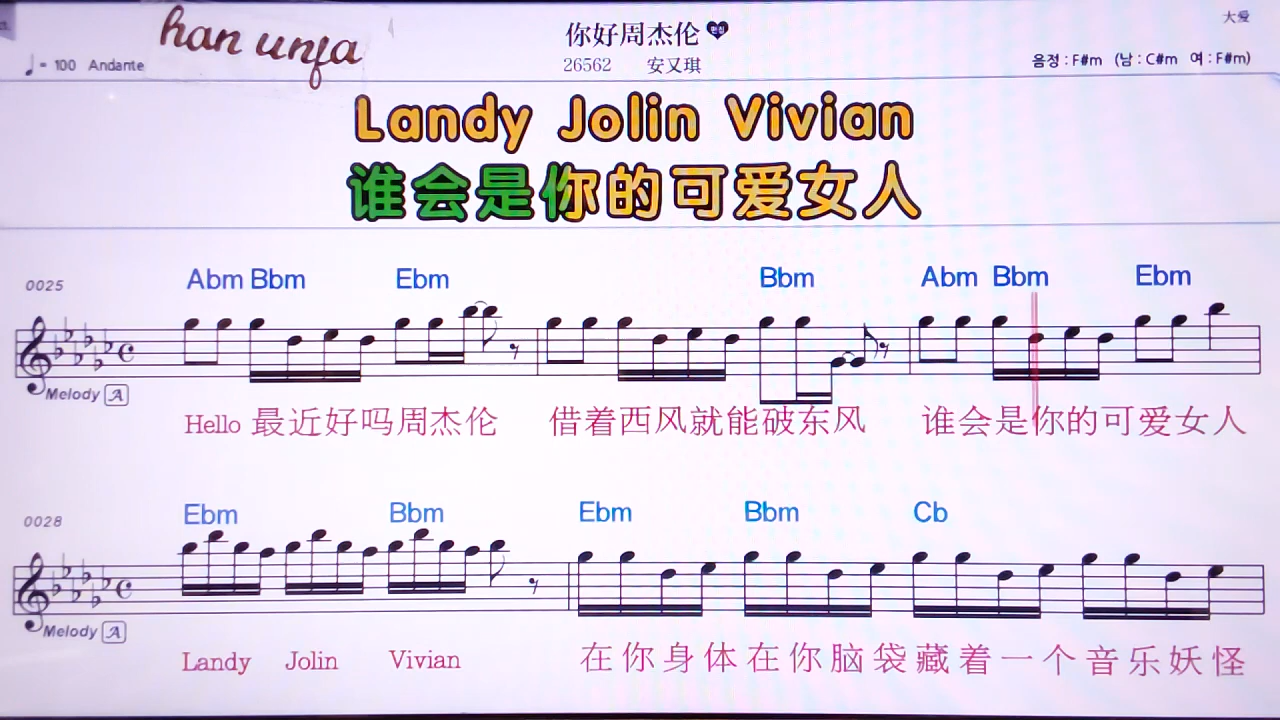 han unfa
你好周杰伦
大爱
= 100 Andante
26562 安又琪
음정 : F#m (남 : C#m 여 : F#m)
Landy Jolin Vivian
谁会是你的可爱女人
0025
Abm Bbm Ebm Bbm Abm Bbm Ebm
Melody A
Hello 最近好吗周杰伦 借着西风就能破东风 谁会是你的可爱女人
0028
Ebm Bbm Ebm Bbm Cb
Melody A
Landy Jolin Vivian 在你身体在你脑袋藏着一个音乐妖怪